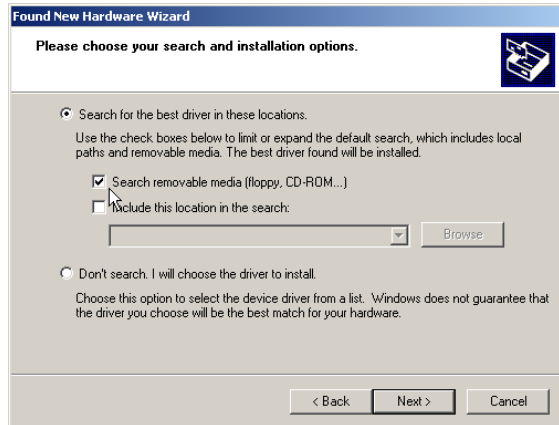 Found New Hardware Wizard
Please choose your search and installation options.
Search for the best driver in these locations.
Use the check boxes below to limit or expand the default search, which includes local
paths and removable media. The best driver found will be installed.
Search removable media (floppy, CD-ROM...)
Include this location in the search:
Browse
Don't search. I will choose the driver to install.
Choose this option to select the device driver from a list. Windows does not guarantee that
the driver you choose will be the best match for your hardware.
< Back Next > Cancel